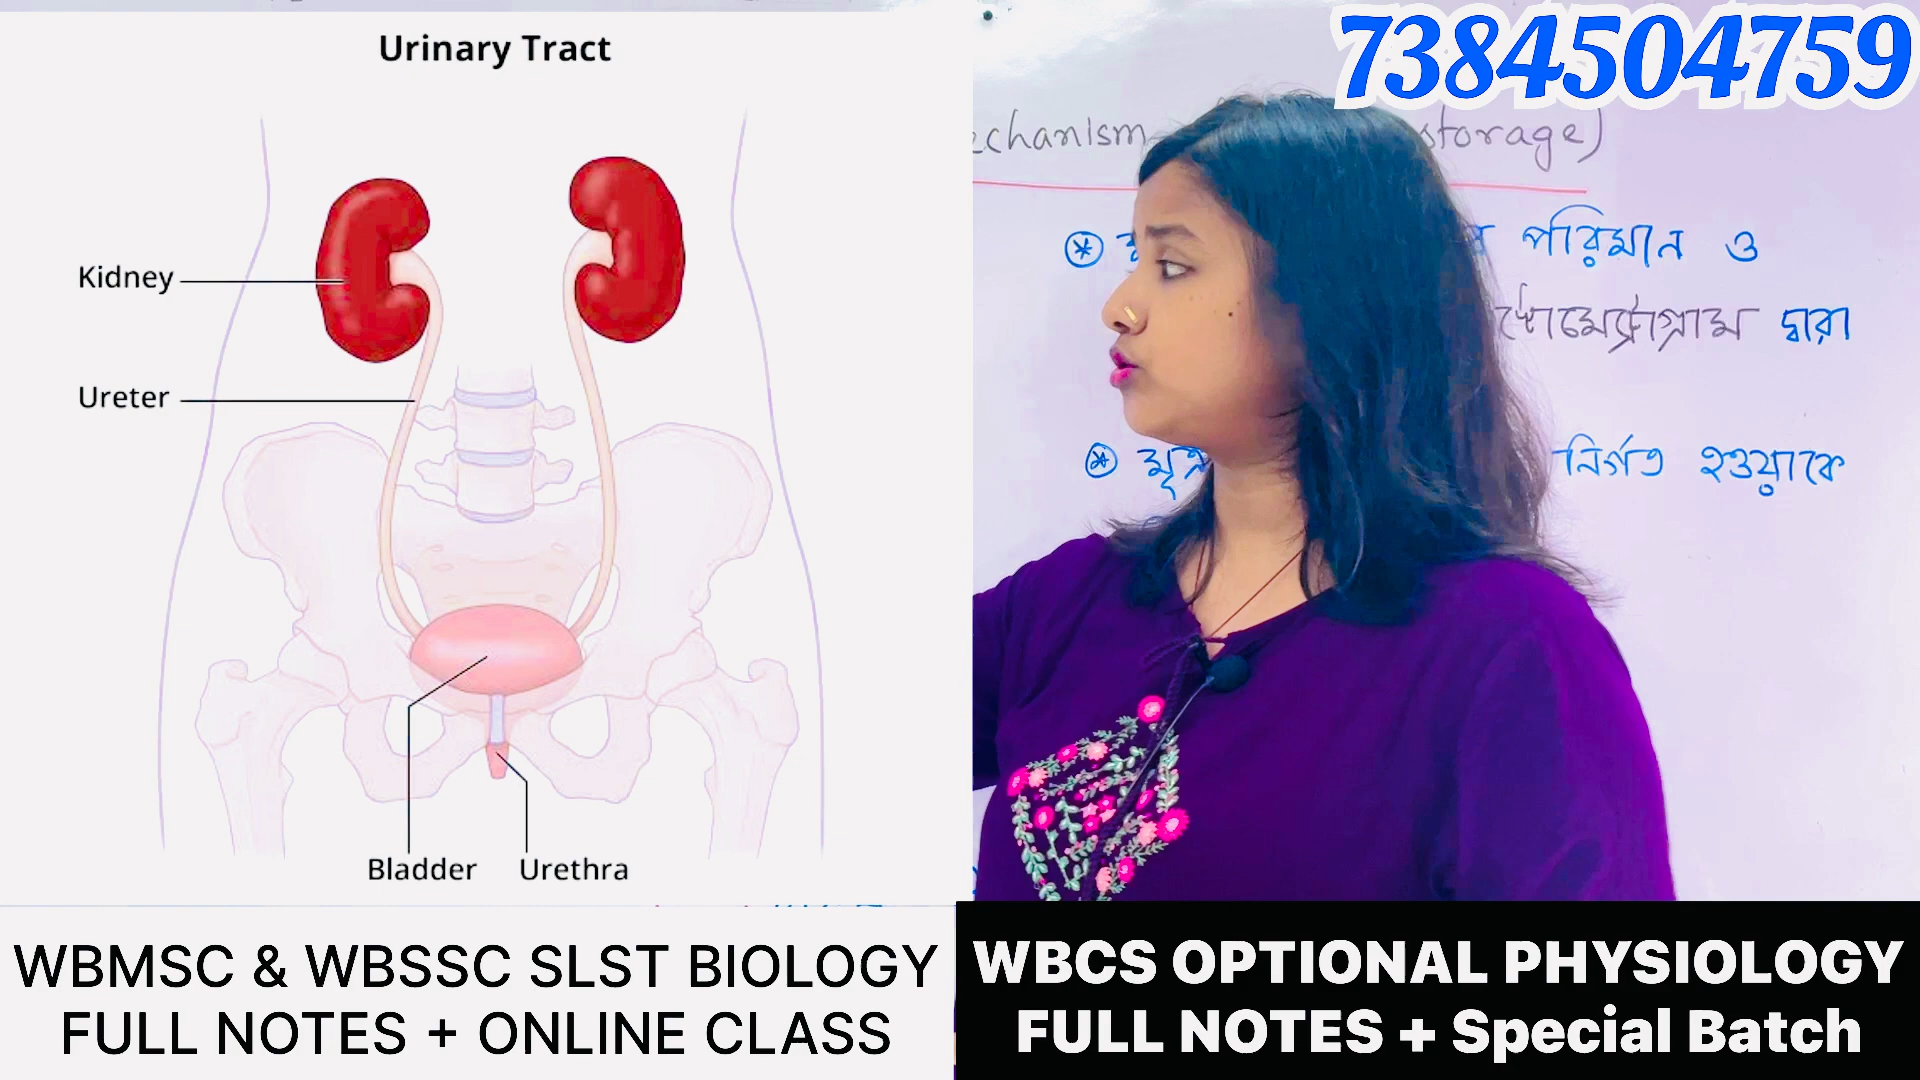 Urinary Tract
Kidney
Ureter
Bladder
Urethra
WBMSC & WBSSC SLST BIOLOGY
FULL NOTES + ONLINE CLASS
7384504759
storage)
পরিমান ও
দ্বারা
নির্গত হওয়াকে
WBCS OPTIONAL PHYSIOLOGY
FULL NOTES + Special Batch